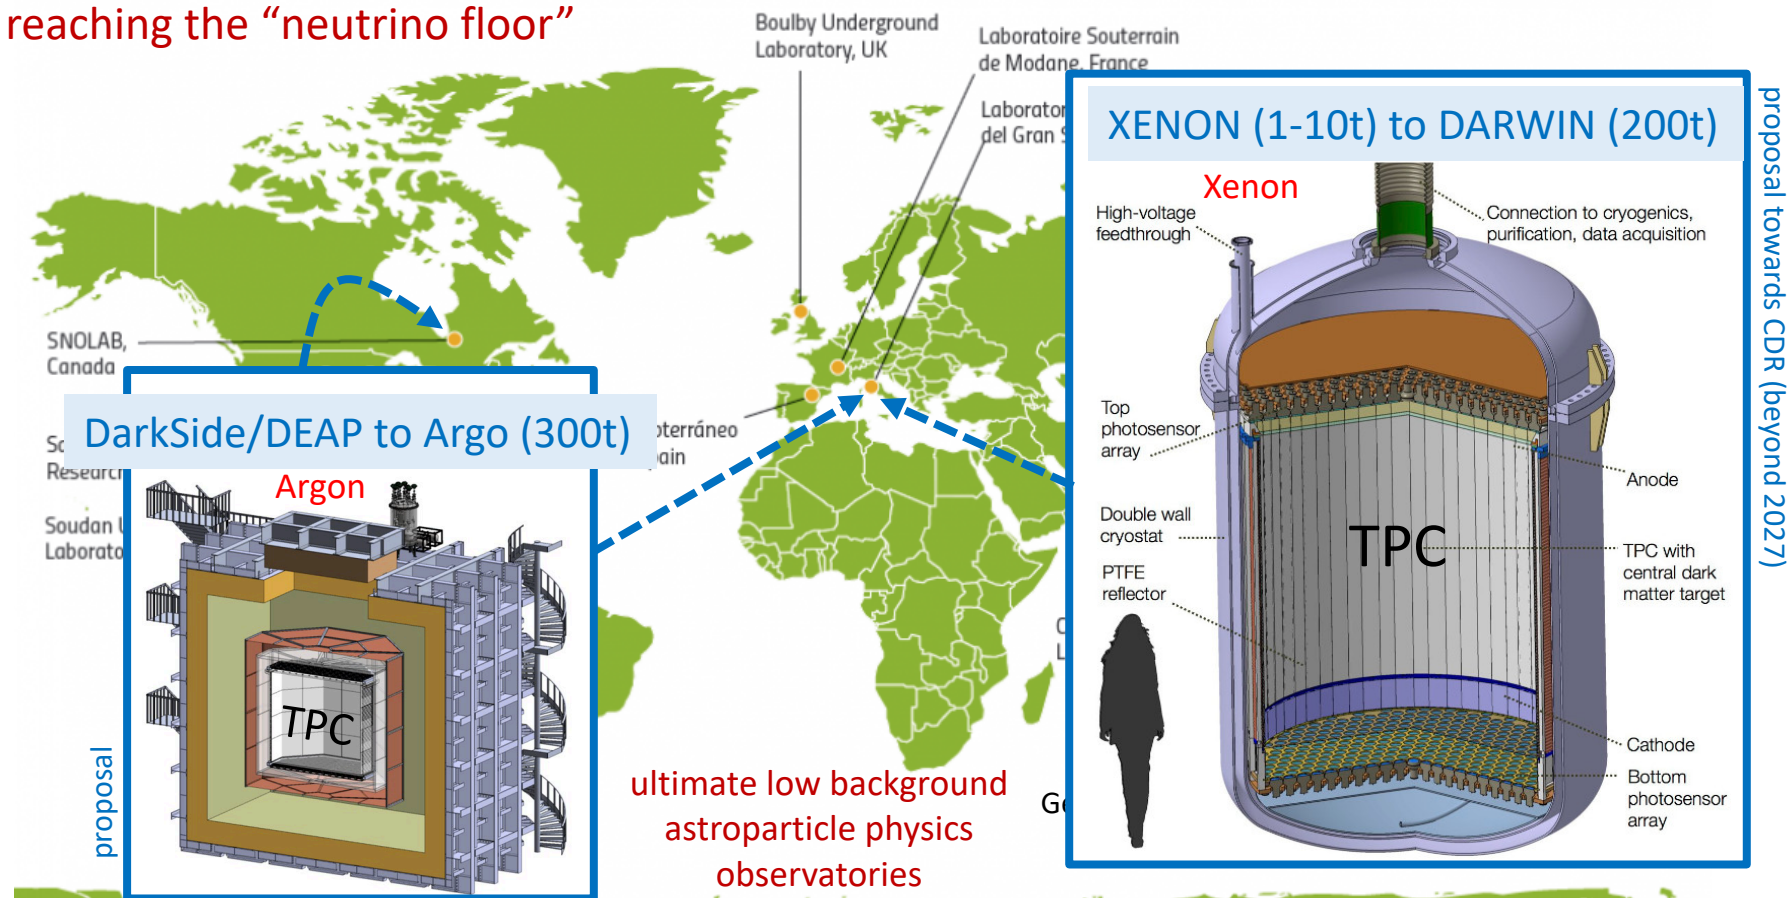 reaching the “neutrino floor”
Boulby Underground
Laboratory, UK
Laboratoire Souterrain
de Modane, France
del Gran
XENON (1-10t) to DARWIN (200t)
Xenon
High-voltage
feedthrough
Connection to cryogenics,
purification, data acquisition
Top
photosensor
array
Anode
Double wall
cryostat
TPC
TPC with
central dark
matter target
PTFE
reflector
Cathode
Bottom
photosensor
array
proposal towards CDR (beyond 2027)
SNOLAB,
Canada
DarkSide/DEAP to Argo (300t)
Research
Argon
Soudan
TPC
proposal
ultimate low background
astroparticle physics
observatories